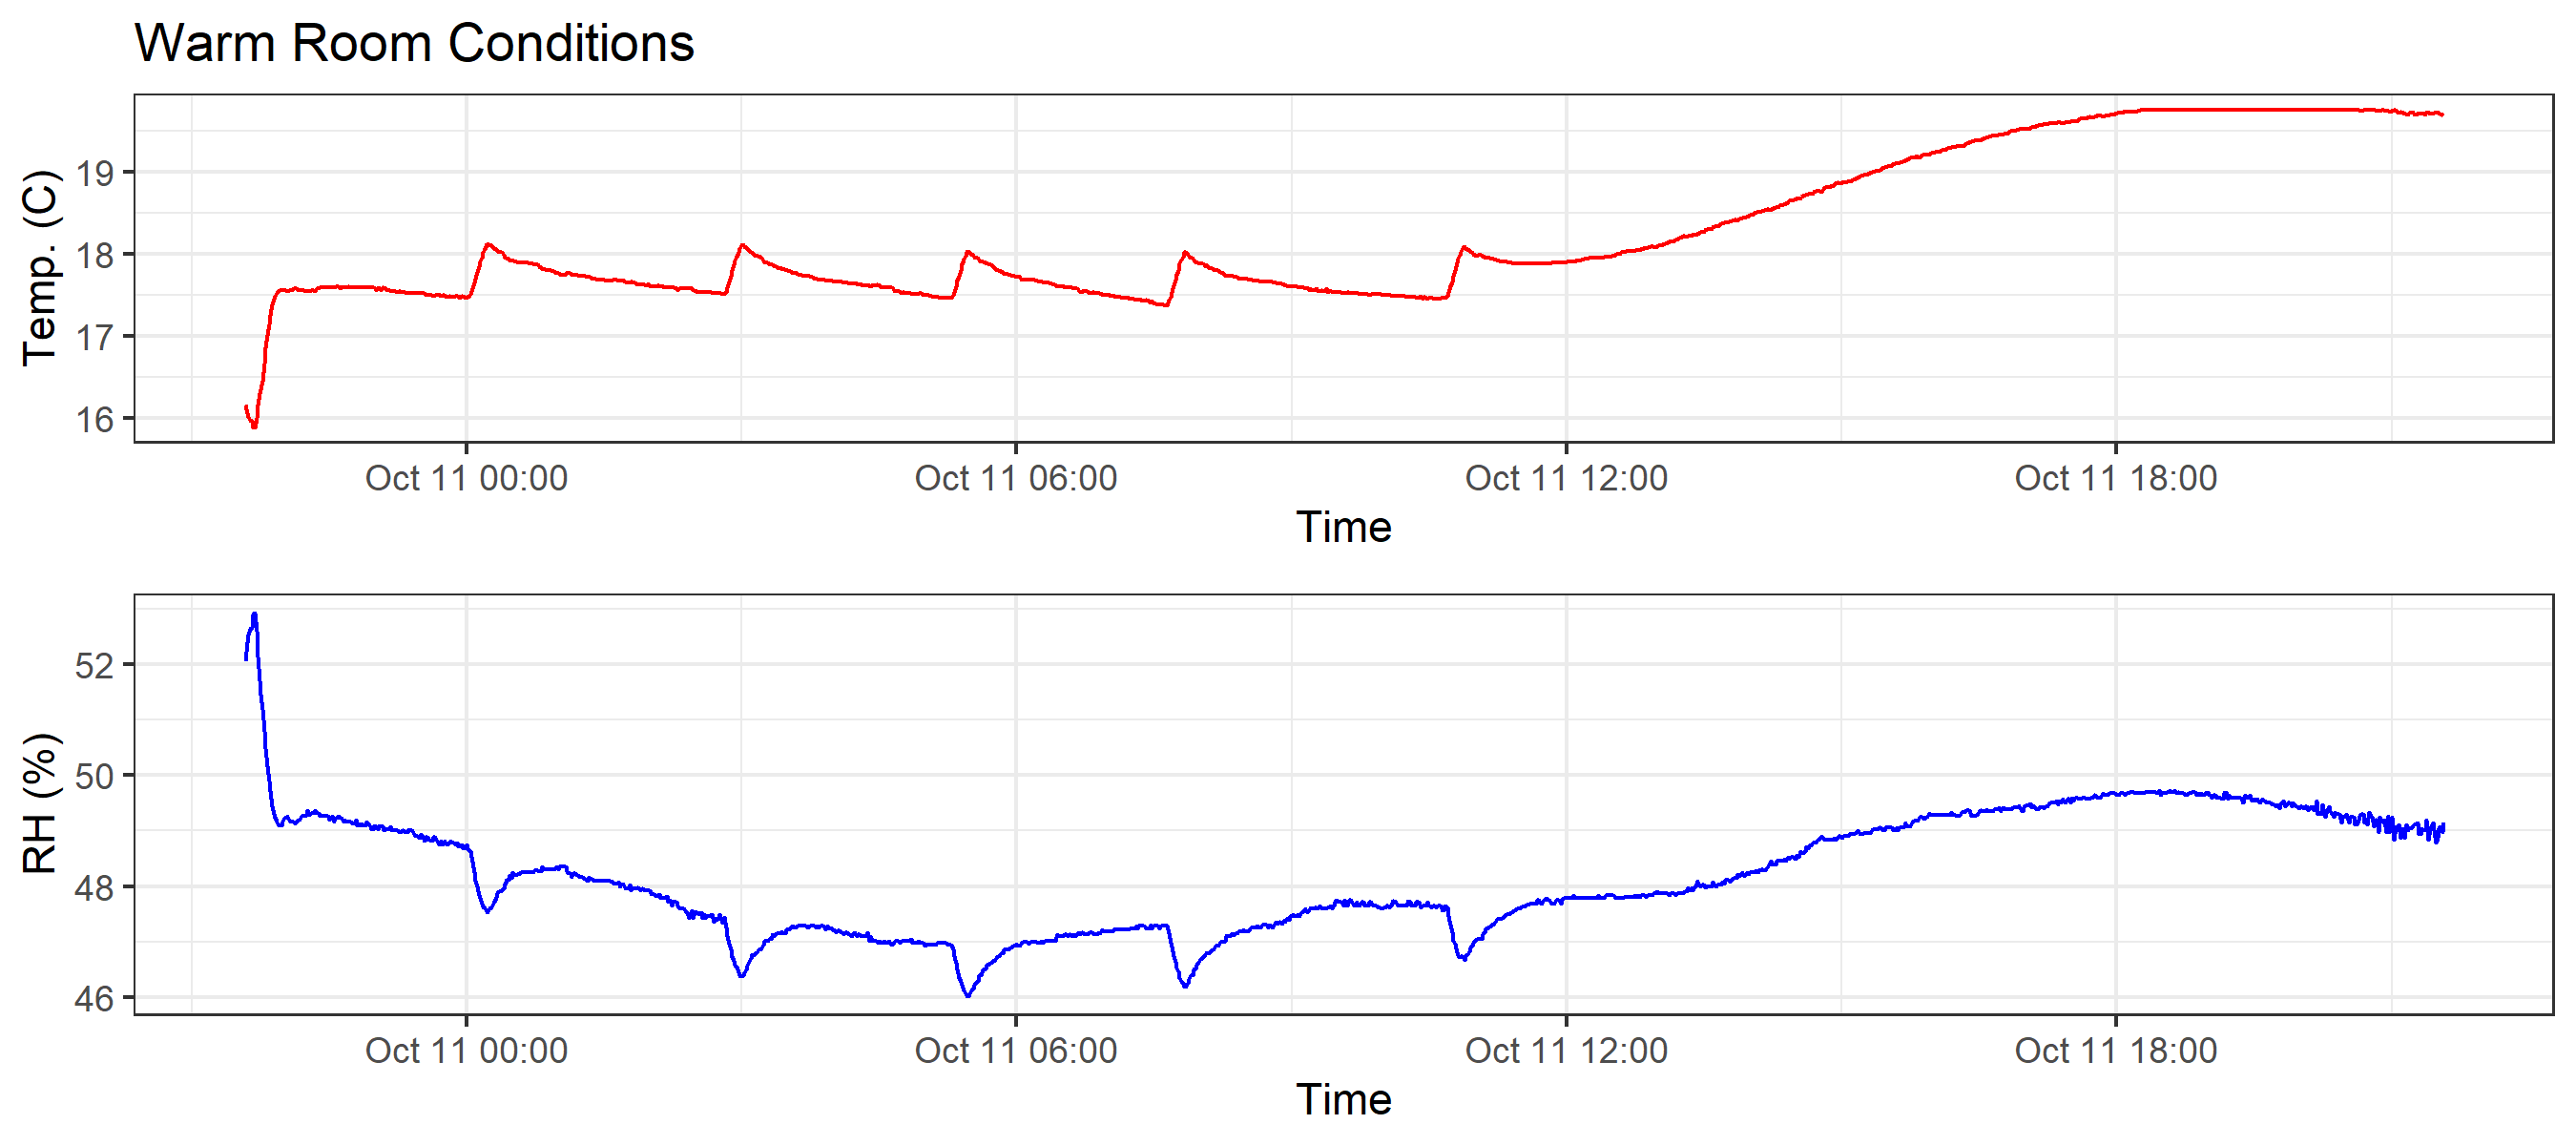 Warm Room Conditions
Temp. (C)
19
18
17
16
Oct 11 00:00 Oct 11 06:00 Oct 11 12:00 Oct 11 18:00
Time
RH (%)
52
50
48
46
Oct 11 00:00 Oct 11 06:00 Oct 11 12:00 Oct 11 18:00
Time